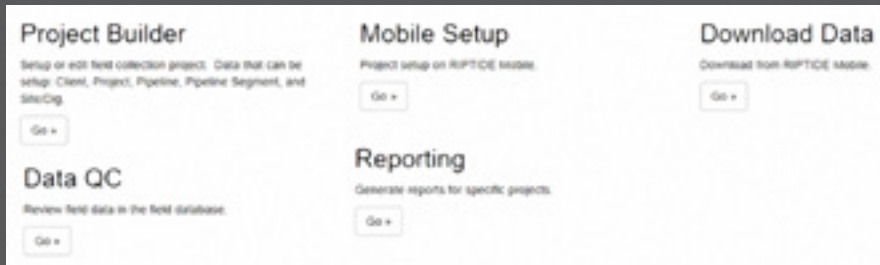 Project Builder
Setup or edit field collection project. Data that can be
setup: Client, Project, Pipeline, Pipeline Segment, and
Site/Dig.
Go »
Mobile Setup
Project setup on RIPTIDE Mobile.
Go »
Download Data
Download from RIPTIDE Mobile.
Go »
Data QC
Review field data in the field database.
Go »
Reporting
Generate reports for specific projects.
Go »